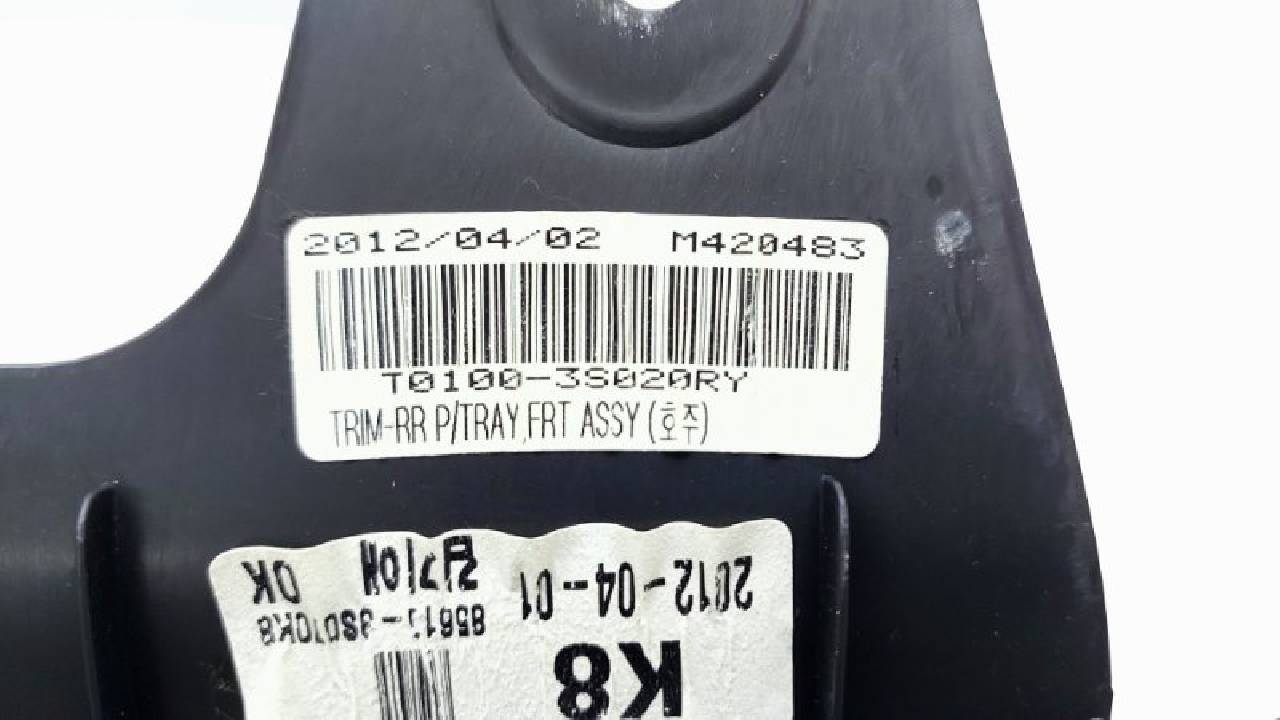 2012/04/02 M420483
T0100-3S020RY
TRIM-RR P/TRAY,FRT ASSY (호주)
2012-04-01
OK
K8